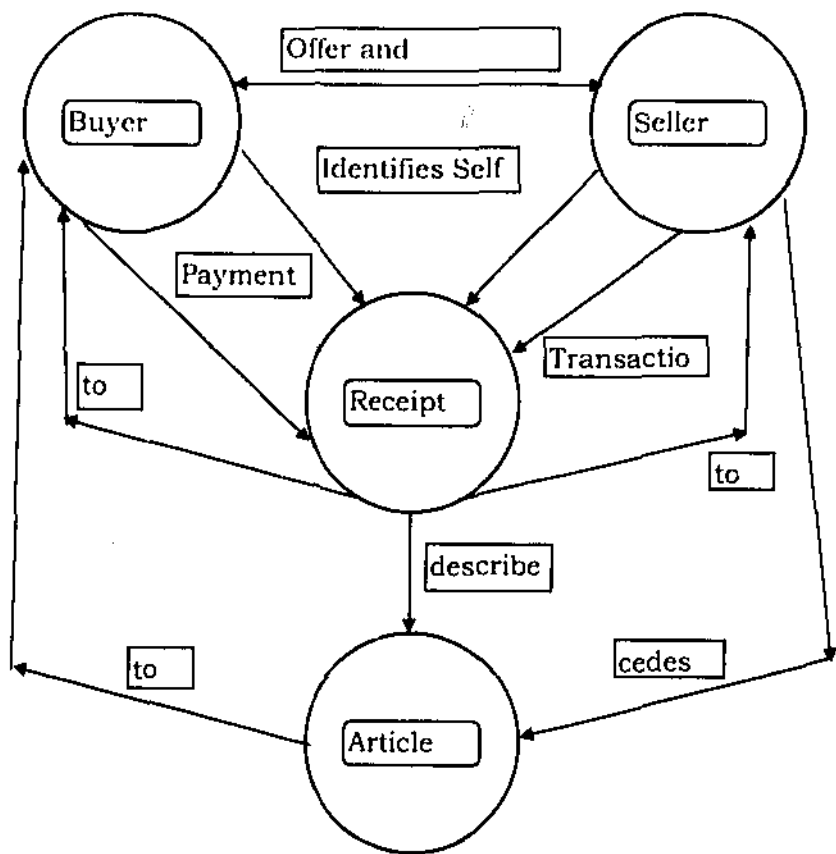 Offer and
Buyer
Seller
Identifies Self
Payment
Transactio
to
Receipt
to
describe
to
cedes
Article